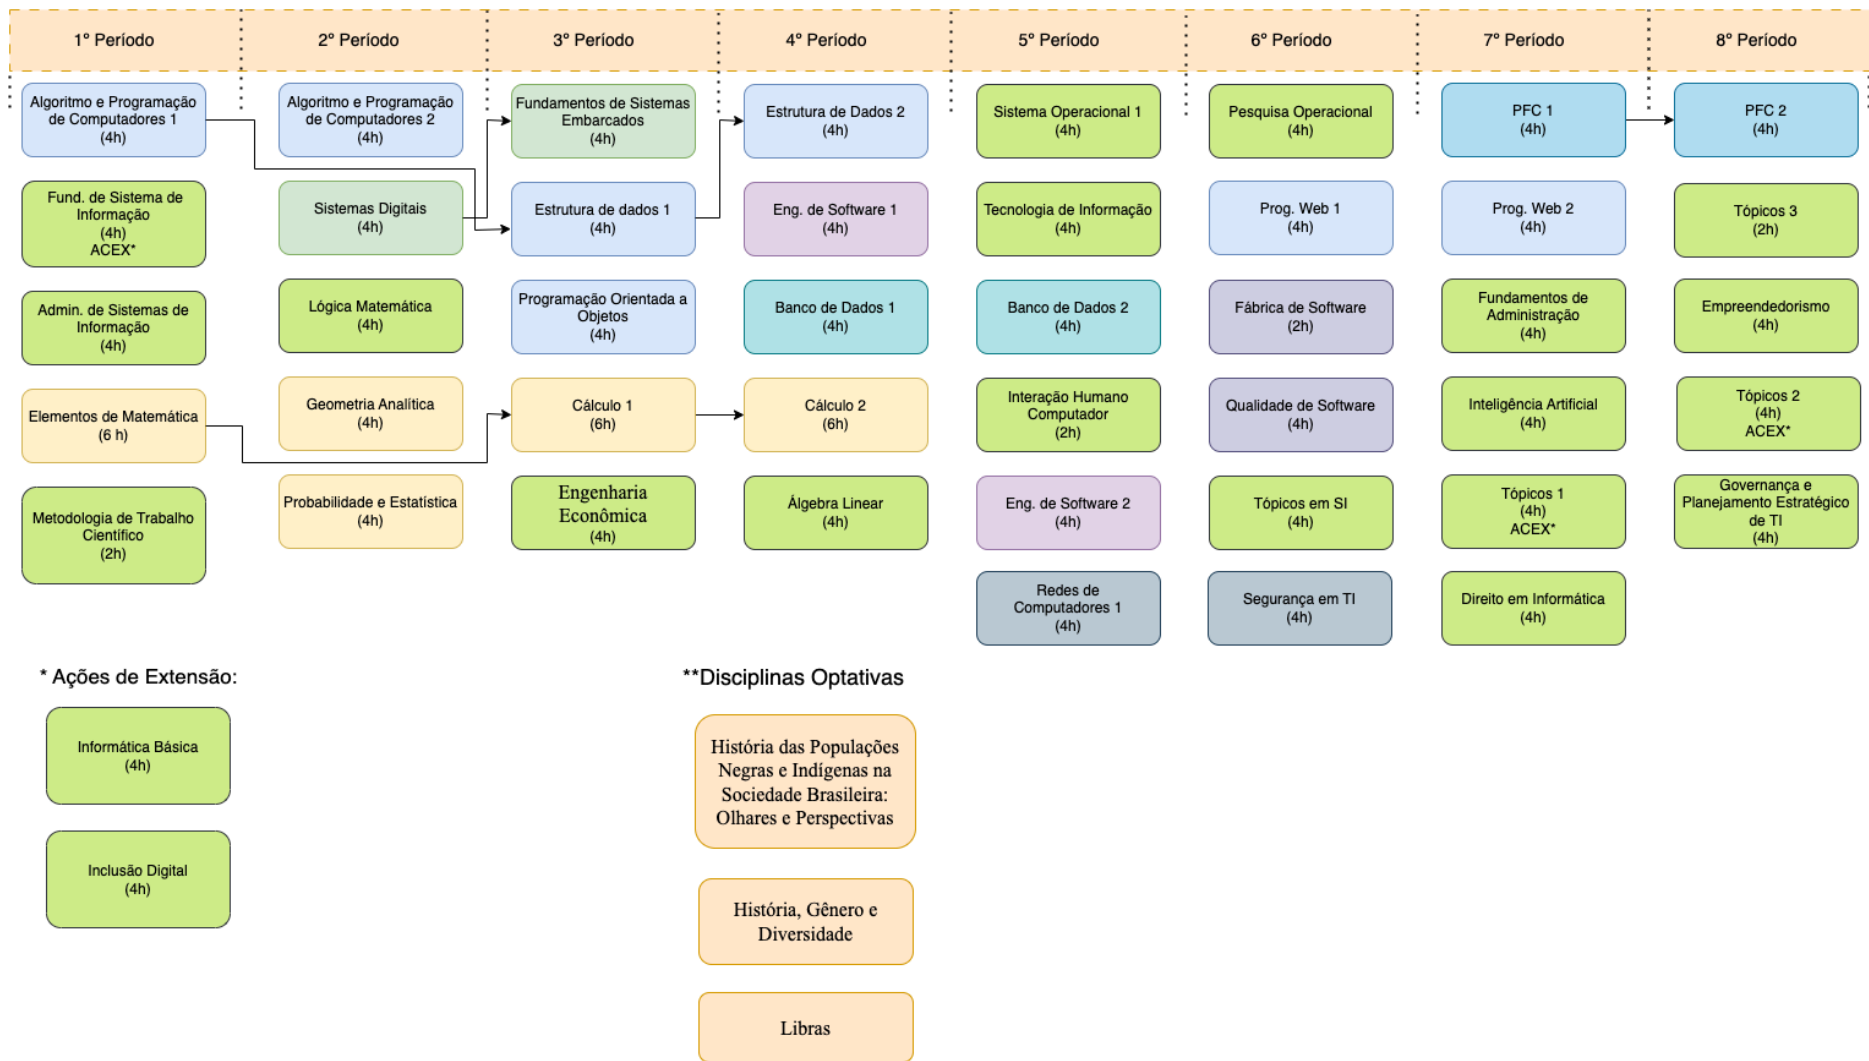 1º Período
2º Período
3º Período
4º Período
5º Período
6º Período
7º Período
8º Período
Algoritmo e Programação
de Computadores 1
(4h)
Fund. de Sistema de
Informação
(4h)
ACEX*
Admin. de Sistemas de
Informação
(4h)
Elementos de Matemática
(6 h)
Metodologia de Trabalho
Científico
(2h)
Algoritmo e Programação
de Computadores 2
(4h)
Sistemas Digitais
(4h)
Lógica Matemática
(4h)
Geometria Analítica
(4h)
Probabilidade e Estatística
(4h)
Fundamentos de Sistemas
Embarcados
(4h)
Estrutura de dados 1
(4h)
Programação Orientada a
Objetos
(4h)
Cálculo 1
(6h)
Engenharia
Econômica
(4h)
Estrutura de Dados 2
(4h)
Eng. de Software 1
(4h)
Banco de Dados 1
(4h)
Cálculo 2
(6h)
Álgebra Linear
(4h)
Sistema Operacional 1
(4h)
Tecnologia de Informação
(4h)
Banco de Dados 2
(4h)
Interação Humano
Computador
(2h)
Eng. de Software 2
(4h)
Redes de
Computadores 1
(4h)
Pesquisa Operacional
(4h)
Prog. Web 1
(4h)
Fábrica de Software
(2h)
Qualidade de Software
(4h)
Tópicos em SI
(4h)
Segurança em TI
(4h)
PFC 1
(4h)
Prog. Web 2
(4h)
Fundamentos de
Administração
(4h)
Inteligência Artificial
(4h)
Tópicos 1
(4h)
ACEX*
Direito em Informática
(4h)
PFC 2
(4h)
Tópicos 3
(2h)
Empreendedorismo
(4h)
Tópicos 2
(4h)
ACEX*
Governança e
Planejamento Estratégico
de TI
(4h)
* Ações de Extensão:
Informática Básica
(4h)
Inclusão Digital
(4h)
**Disciplinas Optativas
História das Populações
Negras e Indígenas na
Sociedade Brasileira:
Olhares e Perspectivas
História, Gênero e
Diversidade
Libras